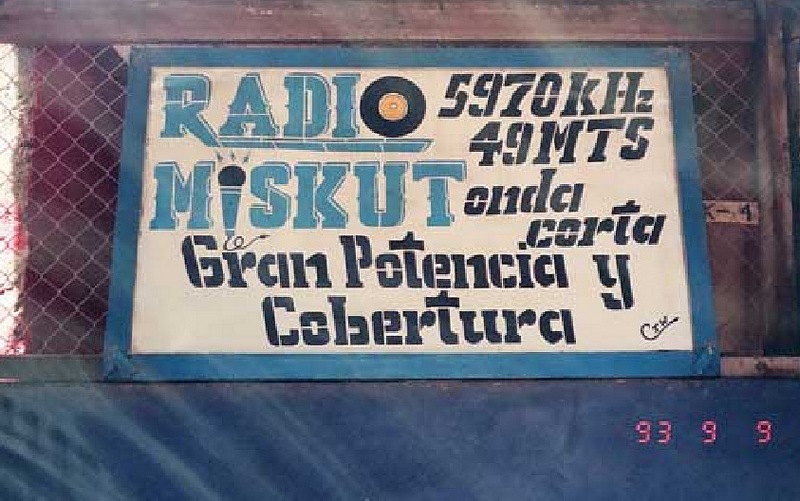 RADIO 5970KHz
49MTS
MISKUT onda
corta
Gran Potencia y
Cobertura
93 9 9